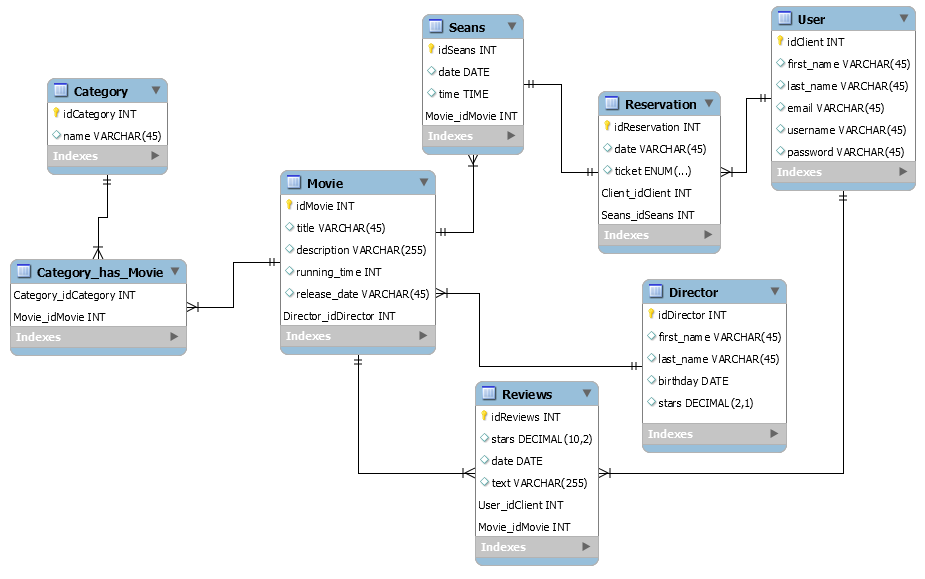 Category
idCategory INT
name VARCHAR(45)
Indexes
Category_has_Movie
Category_idCategory INT
Movie_idMovie INT
Indexes
Movie
idMovie INT
title VARCHAR(45)
description VARCHAR(255)
running_time INT
release_date VARCHAR(45)
Director_idDirector INT
Indexes
Seans
idSeans INT
date DATE
time TIME
Movie_idMovie INT
Indexes
Reservation
idReservation INT
date VARCHAR(45)
ticket ENUM(...)
Client_idClient INT
Seans_idSeans INT
Indexes
User
idClient INT
first_name VARCHAR(45)
last_name VARCHAR(45)
email VARCHAR(45)
username VARCHAR(45)
password VARCHAR(45)
Indexes
Director
idDirector INT
first_name VARCHAR(45)
last_name VARCHAR(45)
birthday DATE
stars DECIMAL(2,1)
Indexes
Reviews
idReviews INT
stars DECIMAL(10,2)
date DATE
text VARCHAR(255)
User_idClient INT
Movie_idMovie INT
Indexes